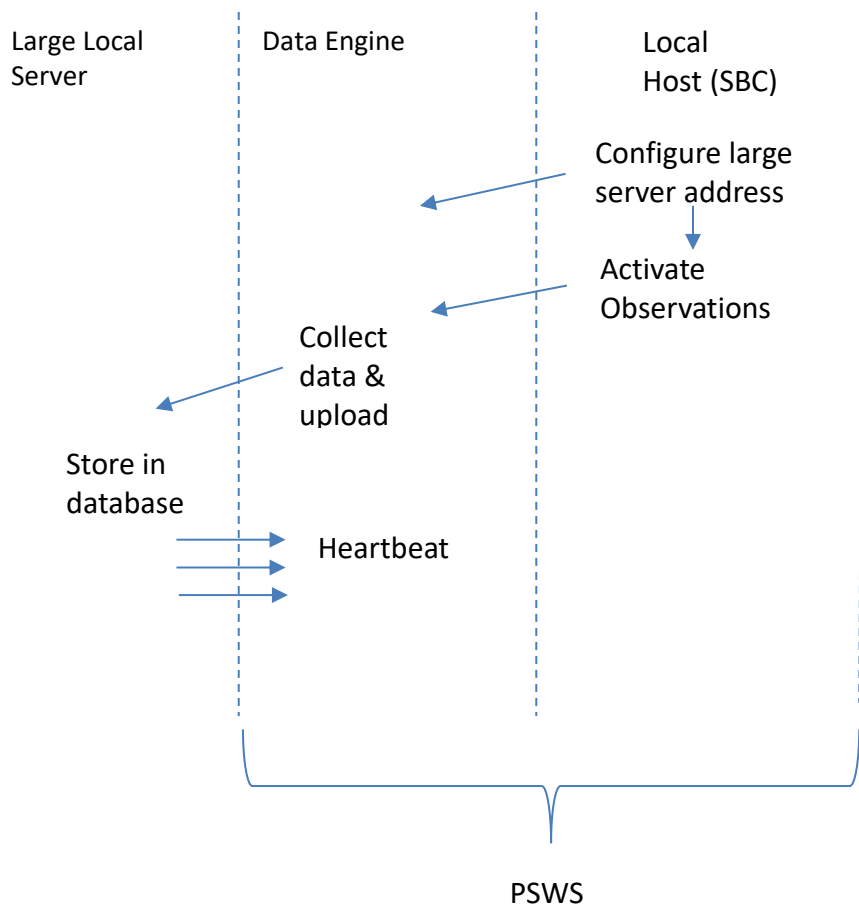 Large Local
Server
Data Engine
Local
Host (SBC)
Configure large
server address
Activate
Observations
Collect
data &
upload
Store in
database
Heartbeat
PSWS